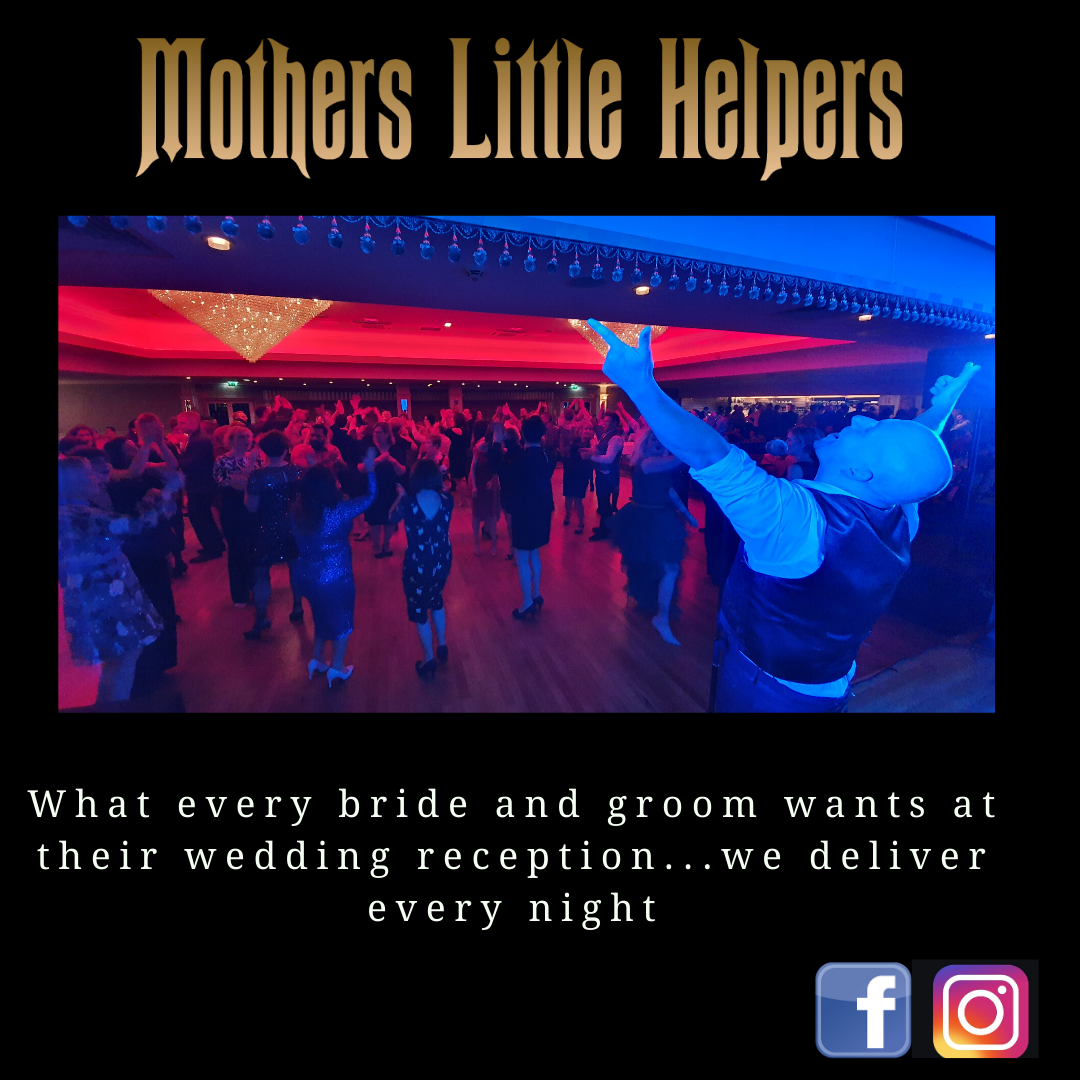 Mothers Little Helpers
What every bride and groom wants at
their wedding reception...we deliver
every night
f